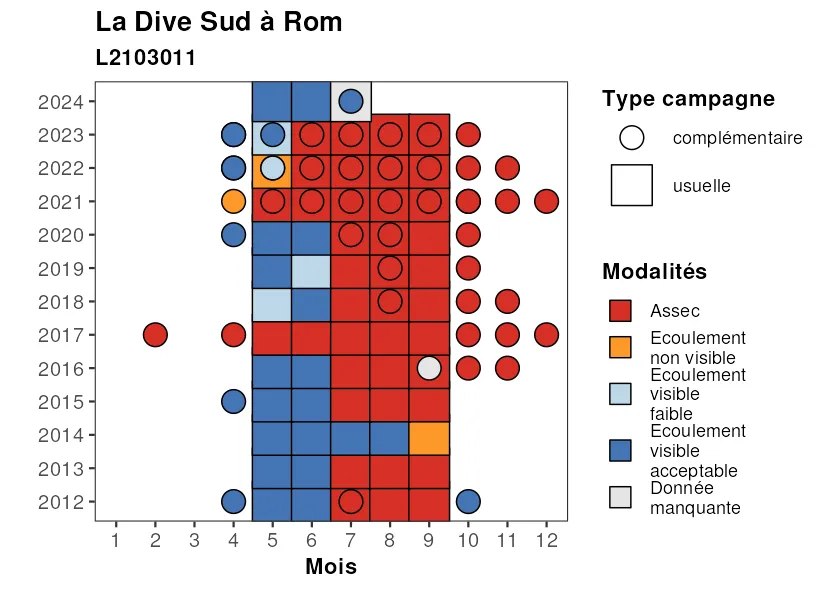 La Dive Sud à Rom
L2103011
2024
2023
2022
2021
2020
2019
2018
2017
2016
2015
2014
2013
2012
1 2 3 4 5 6 7 8 9 10 11 12
Mois
Type campagne
complémentaire
usuelle
Modalités
Assec
Ecoulement
non visible
Ecoulement
visible
faible
Ecoulement
visible
acceptable
Donnée
manquante